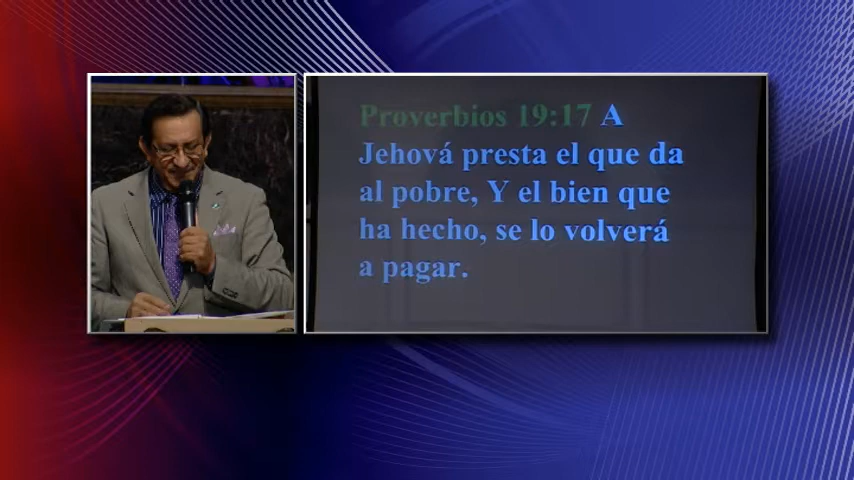 Proverbios 19:17 A
Jehová presta el que da
al pobre, Y el bien que
ha hecho, se lo volverá
a pagar.